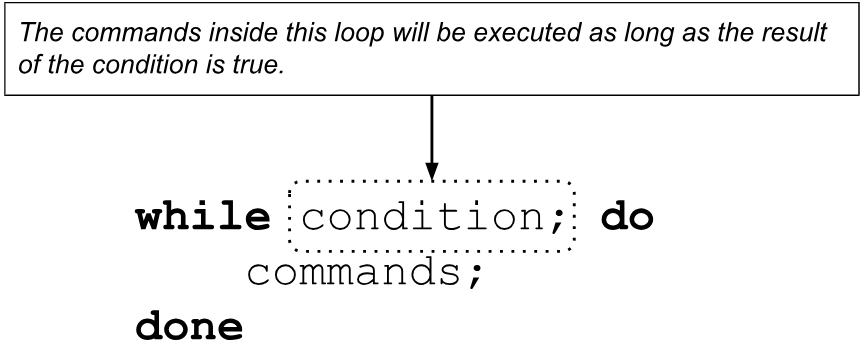 The commands inside this loop will be executed as long as the result
of the condition is true.
while condition; do
commands;
done